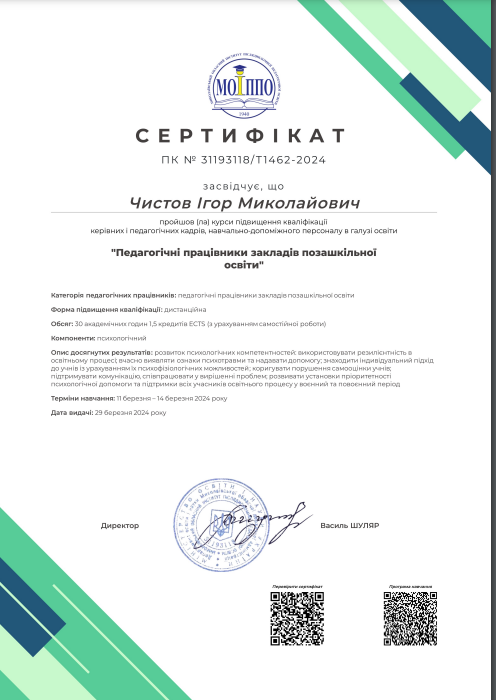 МОІППО
1940
СЕРТИФІКАТ
ПК № 31193118/Т1462-2024
засвідчує, що
Чистов Ігор Миколайович
пройшов (ла) курси підвищення кваліфікації
керівних і педагогічних кадрів, навчально-допоміжного персоналу в галузі освіти
"Педагогічні працівники закладів позашкільної
освіти"
Категорія педагогічних працівників: педагогічні працівники закладів позашкільної освіти
Форма підвищення кваліфікації: дистанційна
Обсяг: 30 академічних годин 1,5 кредитів ECTS (з урахуванням самостійної роботи)
Компоненти: психологічний
Опис досягнутих результатів: розвиток психологічних компетентностей: використовувати резилієнтність в
освітньому процесі; вчасно виявляти ознаки психотравми та надавати допомогу; знаходити індивідуальний підхід
до учнів із урахуванням їх психофізіологічних можливостей; коригувати порушення самооцінки учнів;
підтримувати комунікацію, співпрацювати у вирішенні проблем; розвивати установки пріоритетності
психологічної допомоги та підтримки всіх учасників освітнього процесу у воєнний та повоєнний період
Терміни навчання: 11 березня – 14 березня 2024 року
Дата видачі: 29 березня 2024 року
Директор
Василь ШУЛЯР
Перевірити сертифікат
Програма навчання